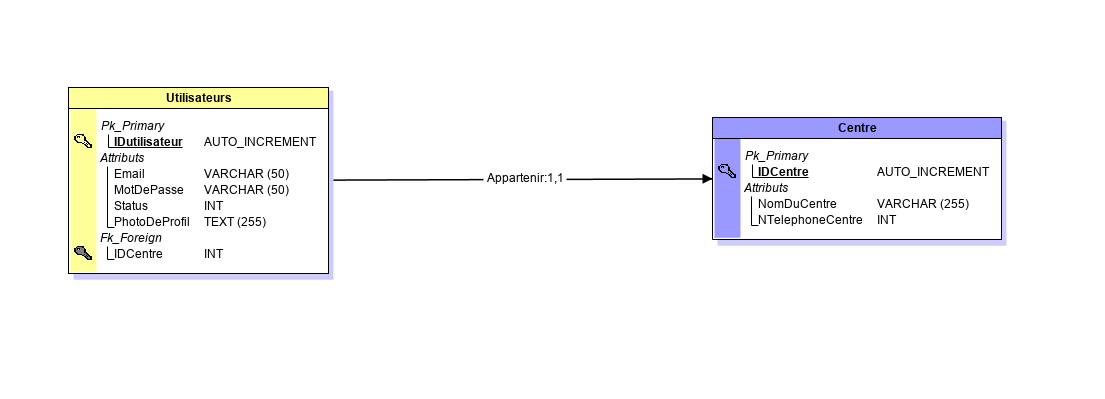 Utilisateurs
Pk_Primary
IDutilisateur AUTO_INCREMENT
Attributs
Email VARCHAR (50)
MotDePasse VARCHAR (50)
Status INT
PhotoDeProfil TEXT (255)
Fk_Foreign
IDCentre INT
Appartenir:1,1
Centre
Pk_Primary
IDCentre AUTO_INCREMENT
Attributs
NomDuCentre VARCHAR (255)
NTelephoneCentre INT